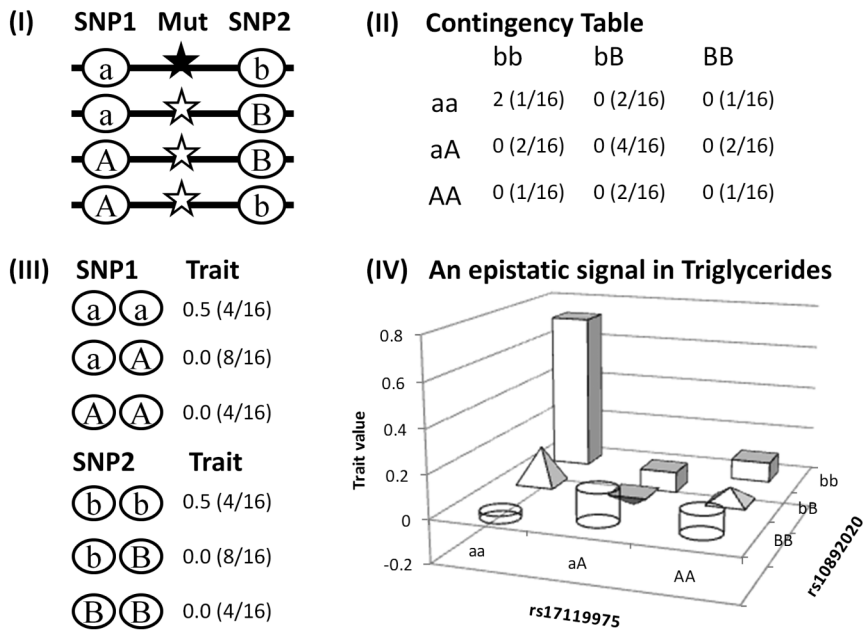 (I) SNP1 Mut SNP2
a b
a B
A B
A b
(II) Contingency Table
bb bB BB
aa 2 (1/16) 0 (2/16) 0 (1/16)
aA 0 (2/16) 0 (4/16) 0 (2/16)
AA 0 (1/16) 0 (2/16) 0 (1/16)
(III) SNP1 Trait
a a 0.5 (4/16)
a A 0.0 (8/16)
A A 0.0 (4/16)
SNP2 Trait
b b 0.5 (4/16)
b B 0.0 (8/16)
B B 0.0 (4/16)
(IV) An epistatic signal in Triglycerides
Trait value
0.8
0.6
0.4
0.2
0
-0.2
aa
aA
AA
rs17119975
bb
bB
BB
rs10892020